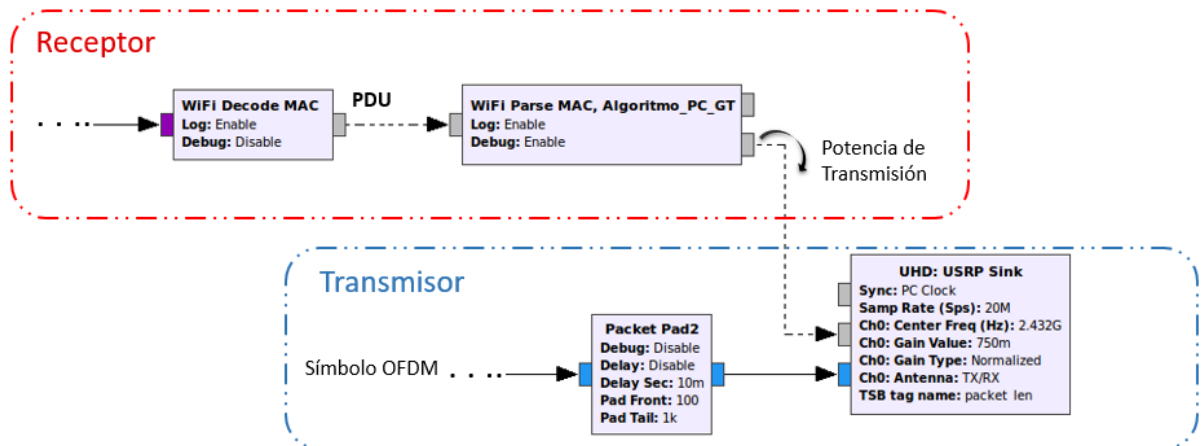 Receptor
WiFi Decode MAC
Log: Enable
Debug: Disable
PDU
WiFi Parse MAC, Algoritmo_PC_GT
Log: Enable
Debug: Enable
Potencia de
Transmisión
Transmisor
Símbolo OFDM
Packet Pad2
Debug: Disable
Delay: Disable
Delay Sec: 10m
Pad Front: 100
Pad Tail: 1k
UHD: USRP Sink
Sync: PC Clock
Samp Rate (Sps): 20M
Ch0: Center Freq (Hz): 2.432G
Ch0: Gain Value: 750m
Ch0: Gain Type: Normalized
Ch0: Antenna: TX/RX
TSB tag name: packet_len